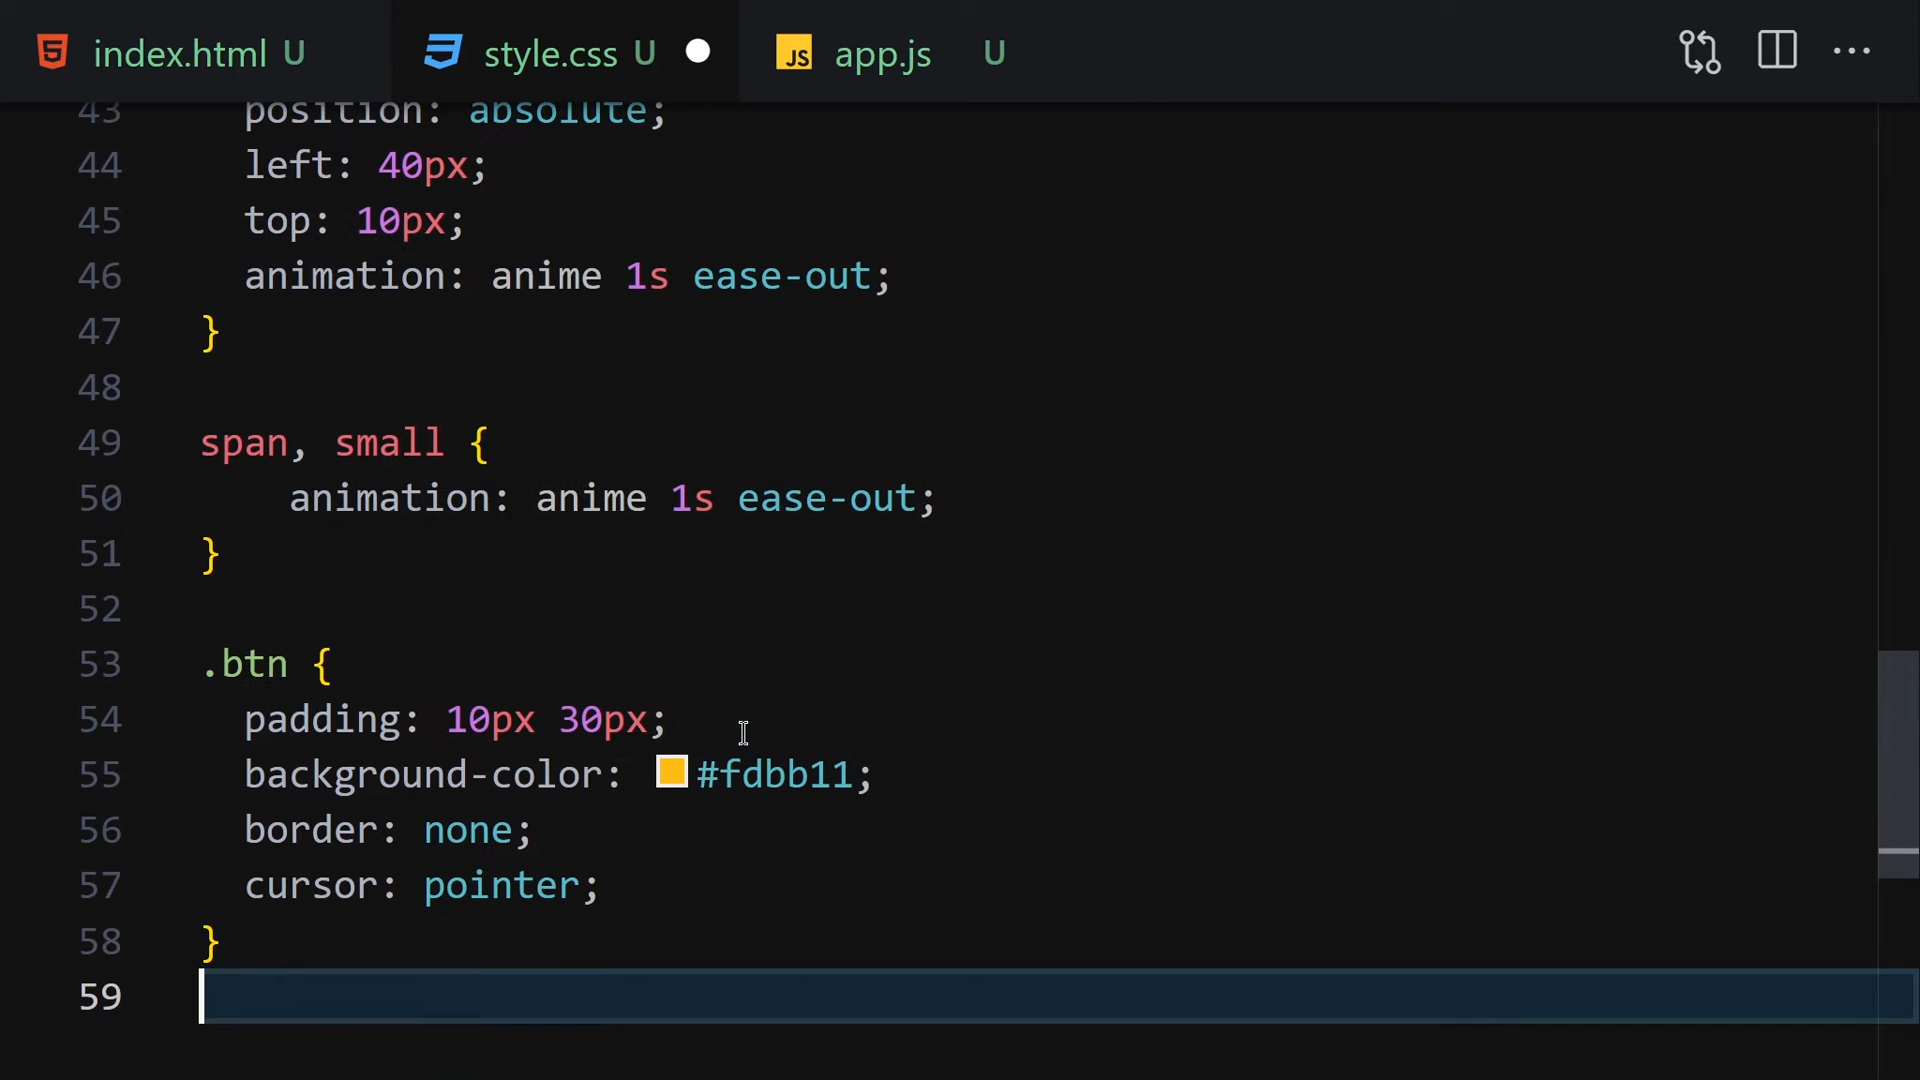 index.html U style.css U JS app.js U
43 position: absolute;
44 left: 40px;
45 top: 10px;
46 animation: anime 1s ease-out;
47 }
48
49 span, small {
50 animation: anime 1s ease-out;
51 }
52
53 .btn {
54 padding: 10px 30px;
55 background-color: #fdbb11;
56 border: none;
57 cursor: pointer;
58 }
59